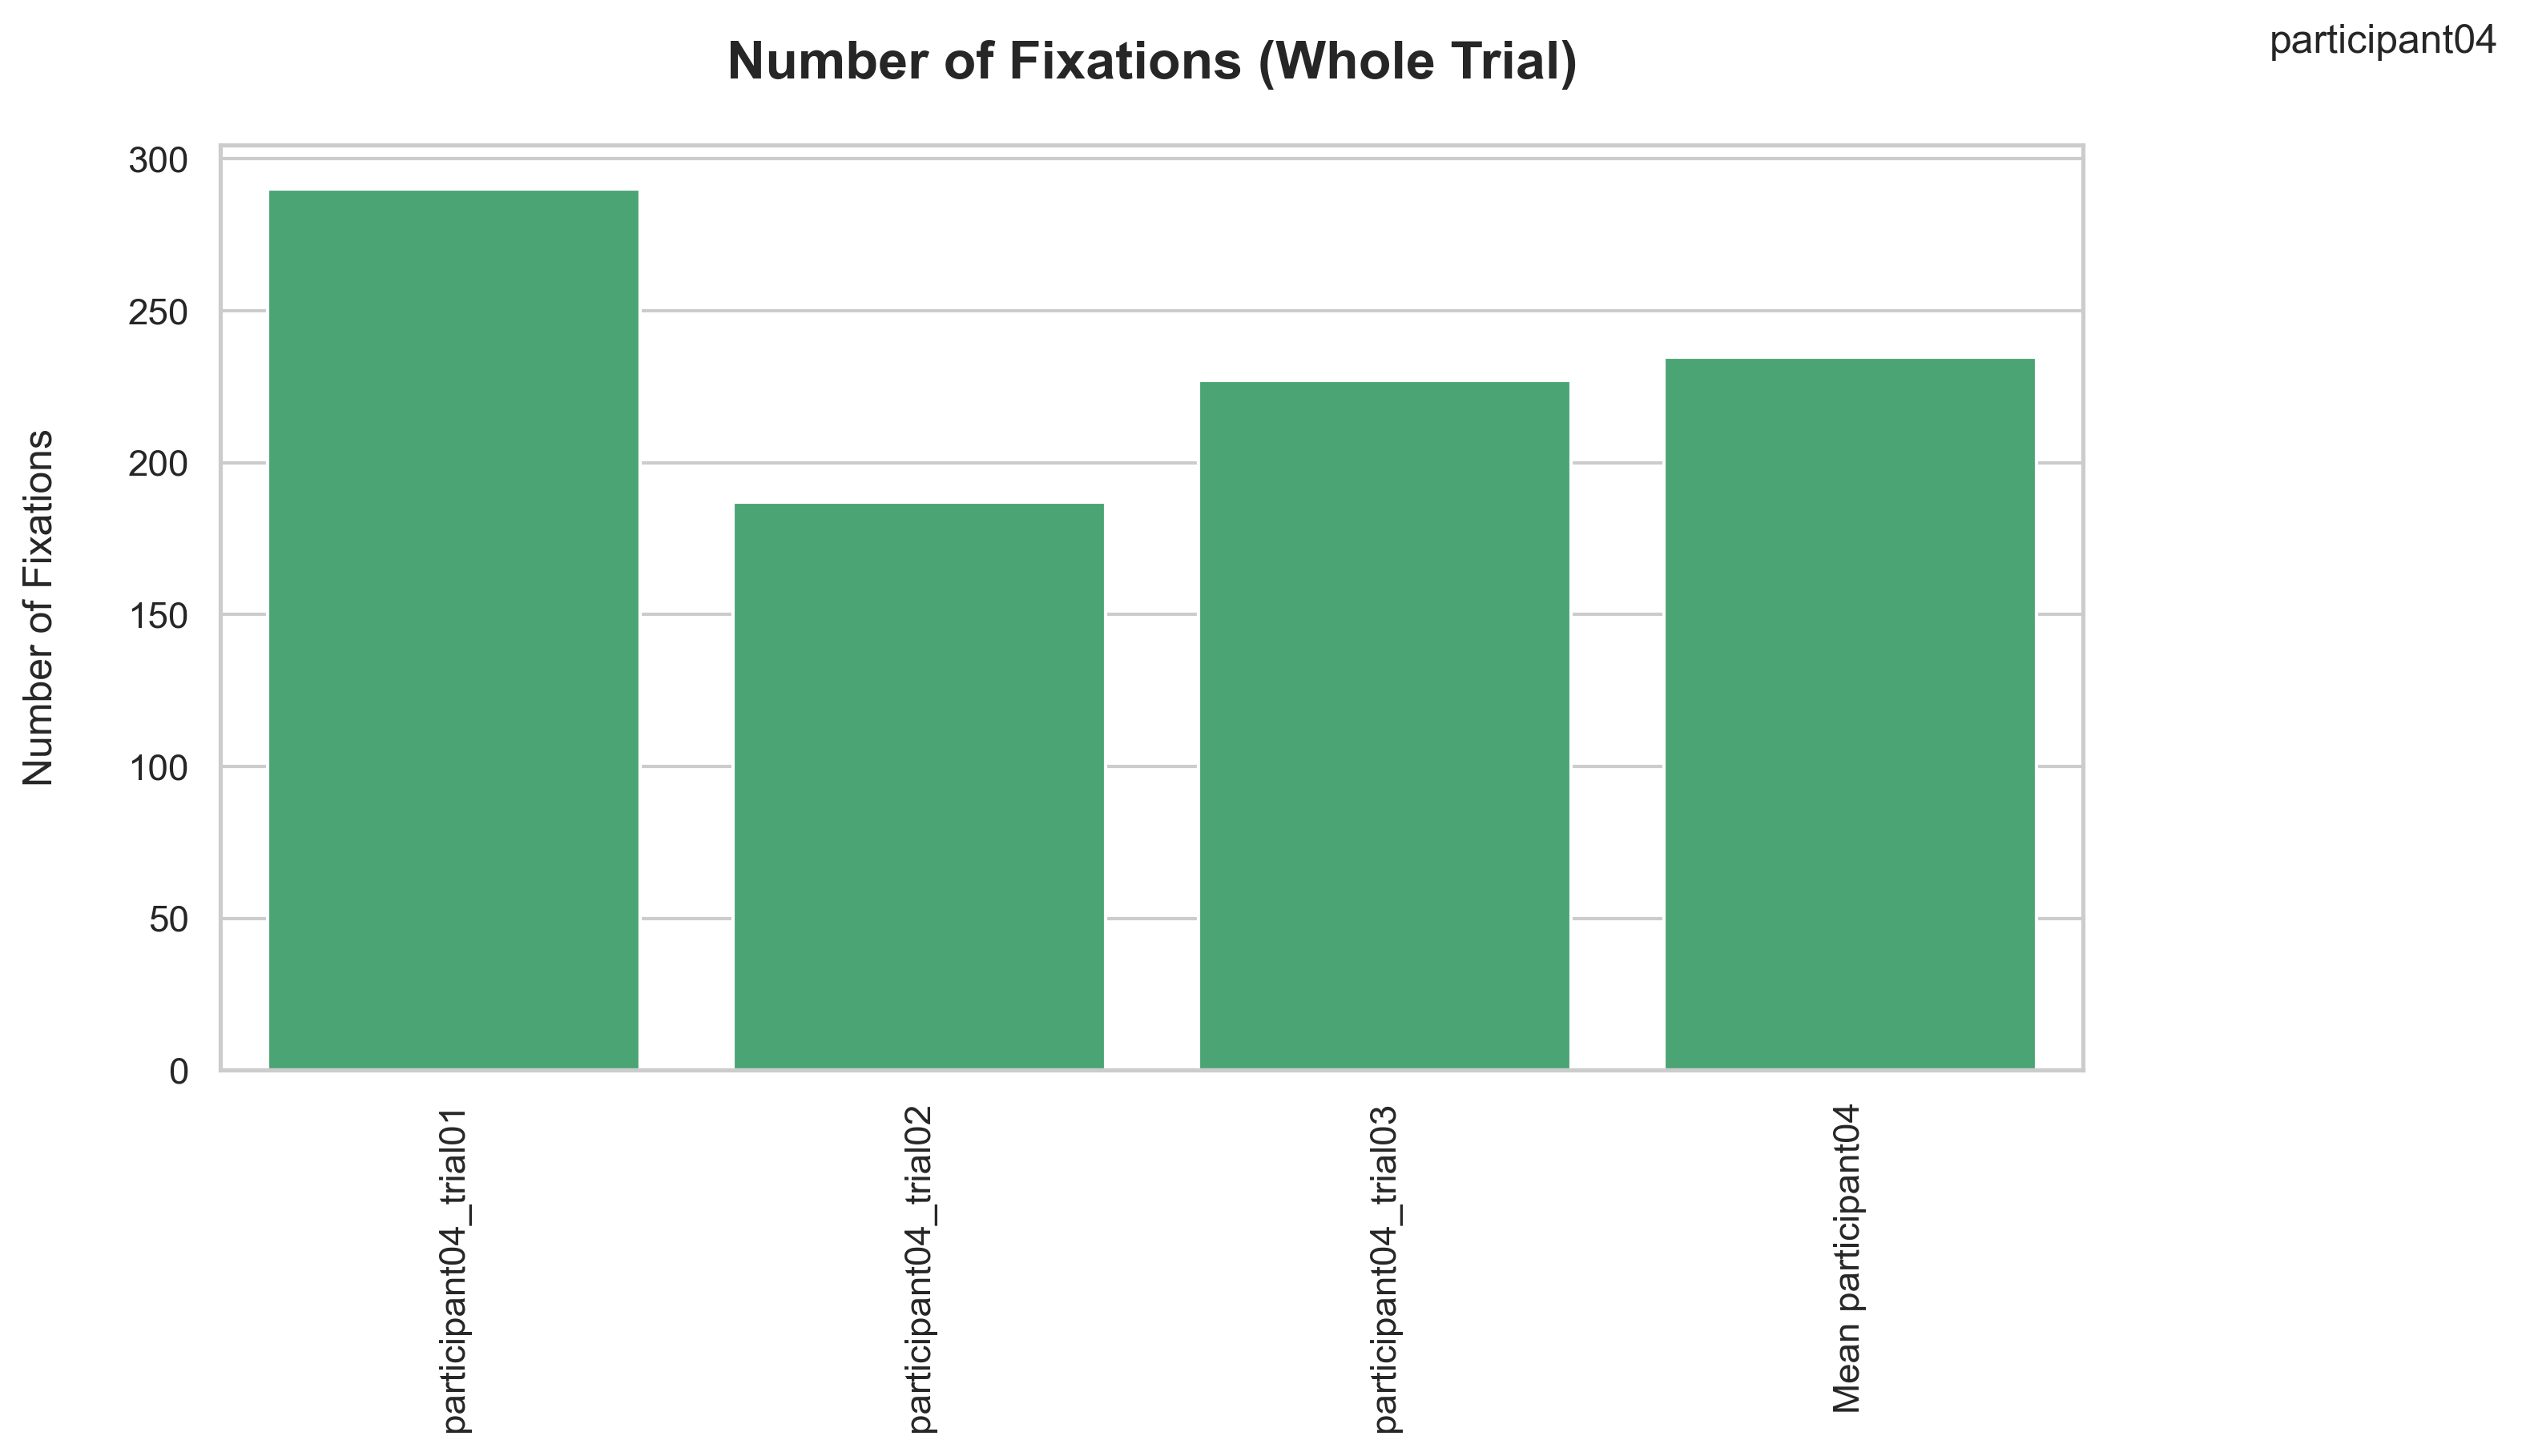 participant04
Number of Fixations (Whole Trial)
Number of Fixations
300
250
200
150
100
50
0
participant04_trial01
participant04_trial02
participant04_trial03
Mean participant04